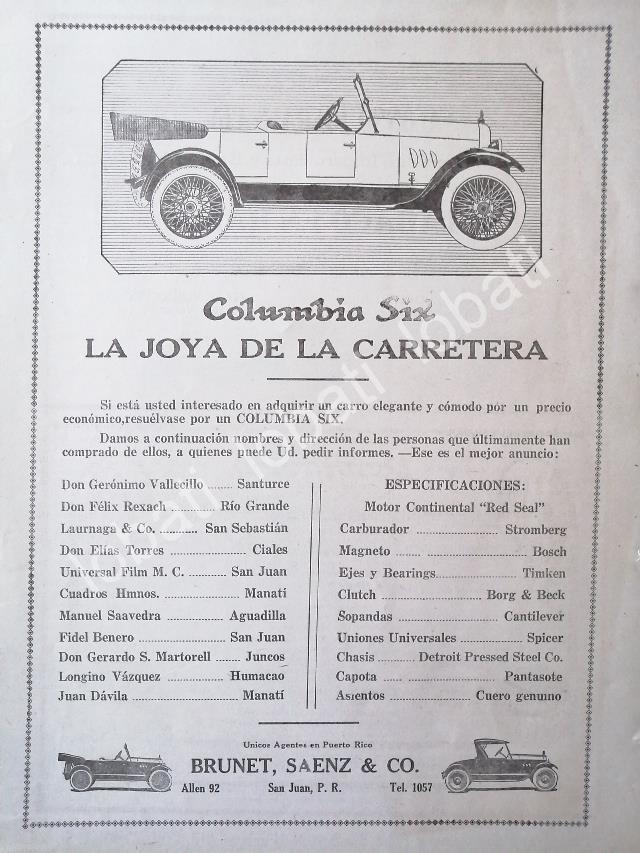 Columbia Six
LA JOYA DE LA CARRETERA
Si está usted interesado en adquirir un carro elegante y cómodo por un precio
económico,resuélvase por un COLUMBIA SIX.
Damos a continuación nombres y dirección de las personas que últimamente han
comprado de ellos, a quienes puede Ud. pedir informes. —Ese es el mejor anuncio:
Don Gerónimo Vallecillo ........ Santurce
Don Félix Rexach .............. Río Grande
Laurnaga & Co. ............ San Sebastián
Don Elías Torres ........................ Ciales
Universal Film M. C. ............ San Juan
Cuadros Hmnos. ......................... Manatí
Manuel Saavedra .................. Aguadilla
Fidel Benero ........................... San Juan
Don Gerardo S. Martorell ........ Juncos
Longino Vázquez .................. Humacao
Juan Dávila ............................... Manatí
ESPECIFICACIONES:
Motor Continental "Red Seal"
Carburador .......................... Stromberg
Magneto ........ .............................. Bosch
Ejes y Bearings.......................... Timken
Clutch ............................... Borg & Beck
Sopandas ........................... Cantilever
Uniones Universales ................. Spicer
Chasis ............ Detroit Pressed Steel Co.
Capota ...... ......................... Pantasote
Asientos ......................... Cuero genuino
Unicos Agentes en Puerto Rico
BRUNET, SAENZ & CO.
Allen 92 San Juan, P. R. Tel. 1057
lobati lobati lobati